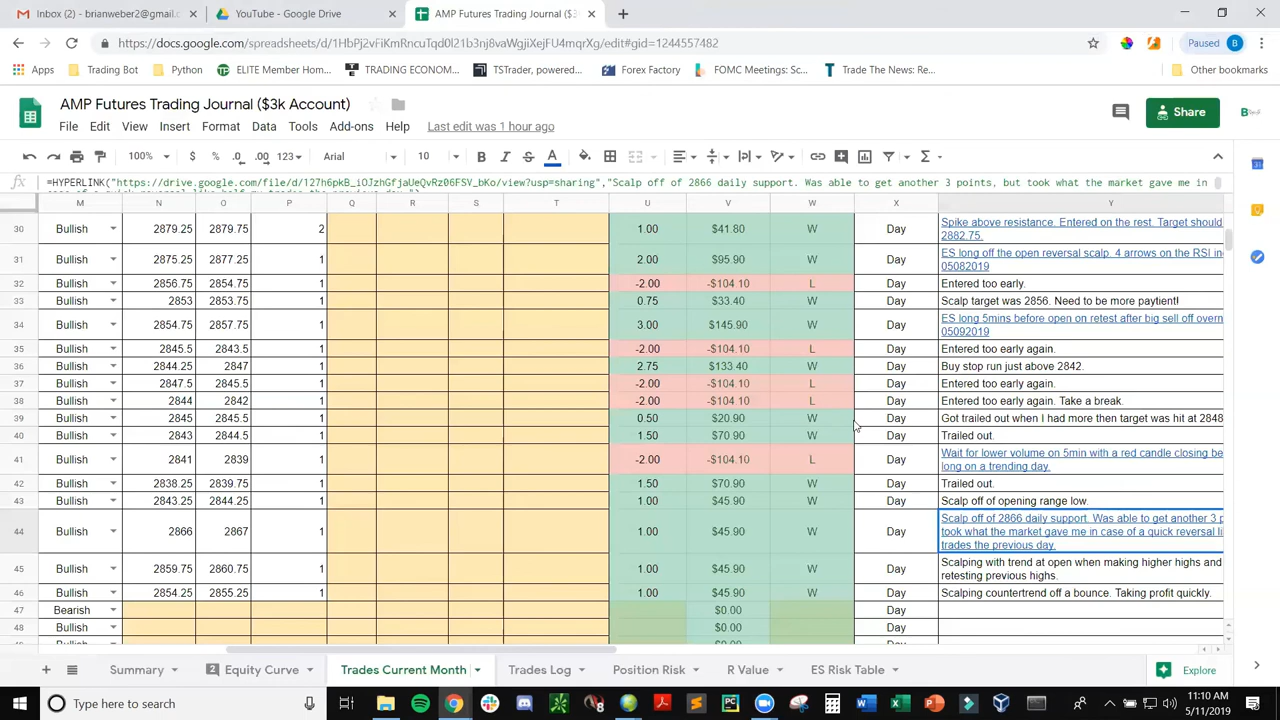 Inbox (2) - brianweber2@gmail.c
YouTube - Google Drive
AMP Futures Trading Journal ($3k
https://docs.google.com/spreadsheets/d/1HbPj2vFiKmRncuTqd0l21b3nj8vaWgjiXejFU4mqrXg/edit#gid=1244557482
Paused B
Apps Trading Bot Python ELITE Member Hom... TRADING ECONOM... TSTrader, powered... Forex Factory FOMC Meetings: Sc... Trade The News: Re... Other bookmarks
AMP Futures Trading Journal ($3k Account)
File Edit View Insert Format Data Tools Add-ons Help Last edit was 1 hour ago
Share
100% $ % .0 .00 123 Arial 10 B I S A
fx =HYPERLINK("https://drive.google.com/file/d/127h6pkB_iOJzhGfjaUeQvRz06FSV_bKo/view?usp=sharing","Scalp off of 2866 daily support. Was able to get another 3 points, but took what the market gave me in
M N O P Q R S T U V W X Y
30 Bullish 2879.25 2879.75 2 1.00 $41.80 W Day Spike above resistance. Entered on the rest. Target should
2882.75.
31 Bullish 2875.25 2877.25 1 2.00 $95.90 W Day ES long off the open reversal scalp. 4 arrows on the RSI in
05082019
32 Bullish 2856.75 2854.75 1 -2.00 -$104.10 L Day Entered too early.
33 Bullish 2853 2853.75 1 0.75 $33.40 W Day Scalp target was 2856. Need to be more paytient!
34 Bullish 2854.75 2857.75 1 3.00 $145.90 W Day ES long 5mins before open on retest after big sell off overn
05092019
35 Bullish 2845.5 2843.5 1 -2.00 -$104.10 L Day Entered too early again.
36 Bullish 2844.25 2847 1 2.75 $133.40 W Day Buy stop run just above 2842.
37 Bullish 2847.5 2845.5 1 -2.00 -$104.10 L Day Entered too early again.
38 Bullish 2844 2842 1 -2.00 -$104.10 L Day Entered too early again. Take a break.
39 Bullish 2845 2845.5 1 0.50 $20.90 W Day Got trailed out when I had more then target was hit at 2848
40 Bullish 2843 2844.5 1 1.50 $70.90 W Day Trailed out.
41 Bullish 2841 2839 1 -2.00 -$104.10 L Day Wait for lower volume on 5min with a red candle closing be
long on a trending day.
42 Bullish 2838.25 2839.75 1 1.50 $70.90 W Day Trailed out.
43 Bullish 2843.25 2844.25 1 1.00 $45.90 W Day Scalp off of opening range low.
44 Bullish 2866 2867 1 1.00 $45.90 W Day Scalp off of 2866 daily support. Was able to get another 3 p
took what the market gave me in case of a quick reversal li
trades the previous day.
45 Bullish 2859.75 2860.75 1 1.00 $45.90 W Day Scalping with trend at open when making higher highs and
retesting previous highs.
46 Bullish 2854.25 2855.25 1 1.00 $45.90 W Day Scalping countertrend off a bounce. Taking profit quickly.
47 Bearish $0.00 Day
48 Bullish $0.00 Day
Summary 2 Equity Curve Trades Current Month Trades Log Position Risk R Value ES Risk Table Explore
Type here to search
11:10 AM
5/11/2019